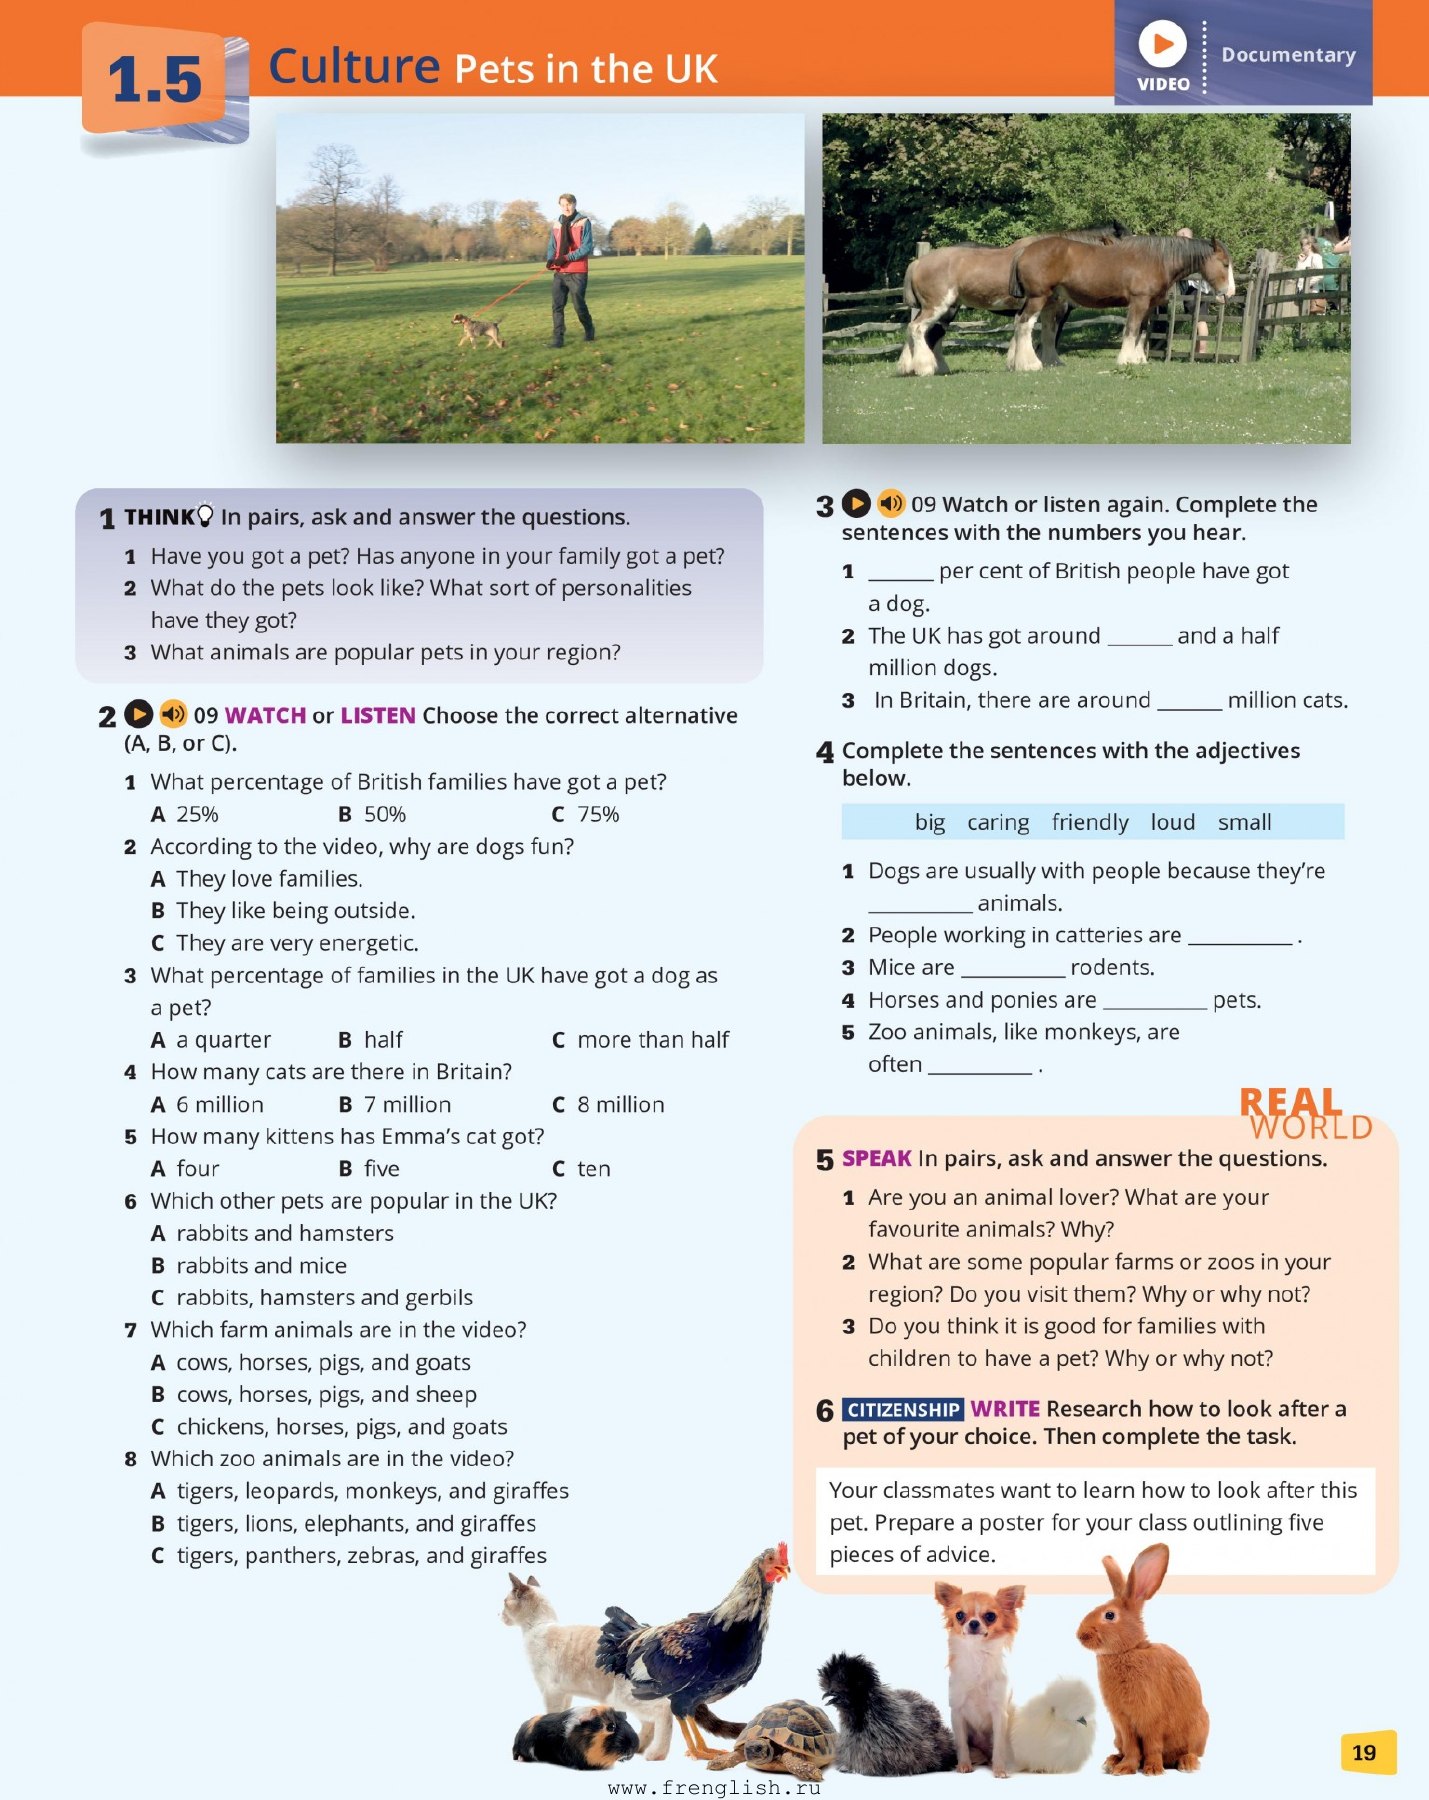 1.5
Culture Pets in the UK
VIDEO
Documentary
1 THINK In pairs, ask and answer the questions.
1 Have you got a pet? Has anyone in your family got a pet?
2 What do the pets look like? What sort of personalities
have they got?
3 What animals are popular pets in your region?
2 09 WATCH or LISTEN Choose the correct alternative
(A, B, or C).
1 What percentage of British families have got a pet?
A 25% B 50% C 75%
2 According to the video, why are dogs fun?
A They love families.
B They like being outside.
C They are very energetic.
3 What percentage of families in the UK have got a dog as
a pet?
A a quarter B half C more than half
4 How many cats are there in Britain?
A 6 million B 7 million C 8 million
5 How many kittens has Emma's cat got?
A four B five C ten
6 Which other pets are popular in the UK?
A rabbits and hamsters
B rabbits and mice
C rabbits, hamsters and gerbils
7 Which farm animals are in the video?
A cows, horses, pigs, and goats
B cows, horses, pigs, and sheep
C chickens, horses, pigs, and goats
8 Which zoo animals are in the video?
A tigers, leopards, monkeys, and giraffes
B tigers, lions, elephants, and giraffes
C tigers, panthers, zebras, and giraffes
3 09 Watch or listen again. Complete the
sentences with the numbers you hear.
1 ______ per cent of British people have got
a dog.
2 The UK has got around ______ and a half
million dogs.
3 In Britain, there are around ______ million cats.
4 Complete the sentences with the adjectives
below.
big caring friendly loud small
1 Dogs are usually with people because they're
__________ animals.
2 People working in catteries are __________ .
3 Mice are __________ rodents.
4 Horses and ponies are __________ pets.
5 Zoo animals, like monkeys, are
often __________ .
REAL
WORLD
5 SPEAK In pairs, ask and answer the questions.
1 Are you an animal lover? What are your
favourite animals? Why?
2 What are some popular farms or zoos in your
region? Do you visit them? Why or why not?
3 Do you think it is good for families with
children to have a pet? Why or why not?
6 CITIZENSHIP WRITE Research how to look after a
pet of your choice. Then complete the task.
Your classmates want to learn how to look after this
pet. Prepare a poster for your class outlining five
pieces of advice.
19
www.frenglish.ru